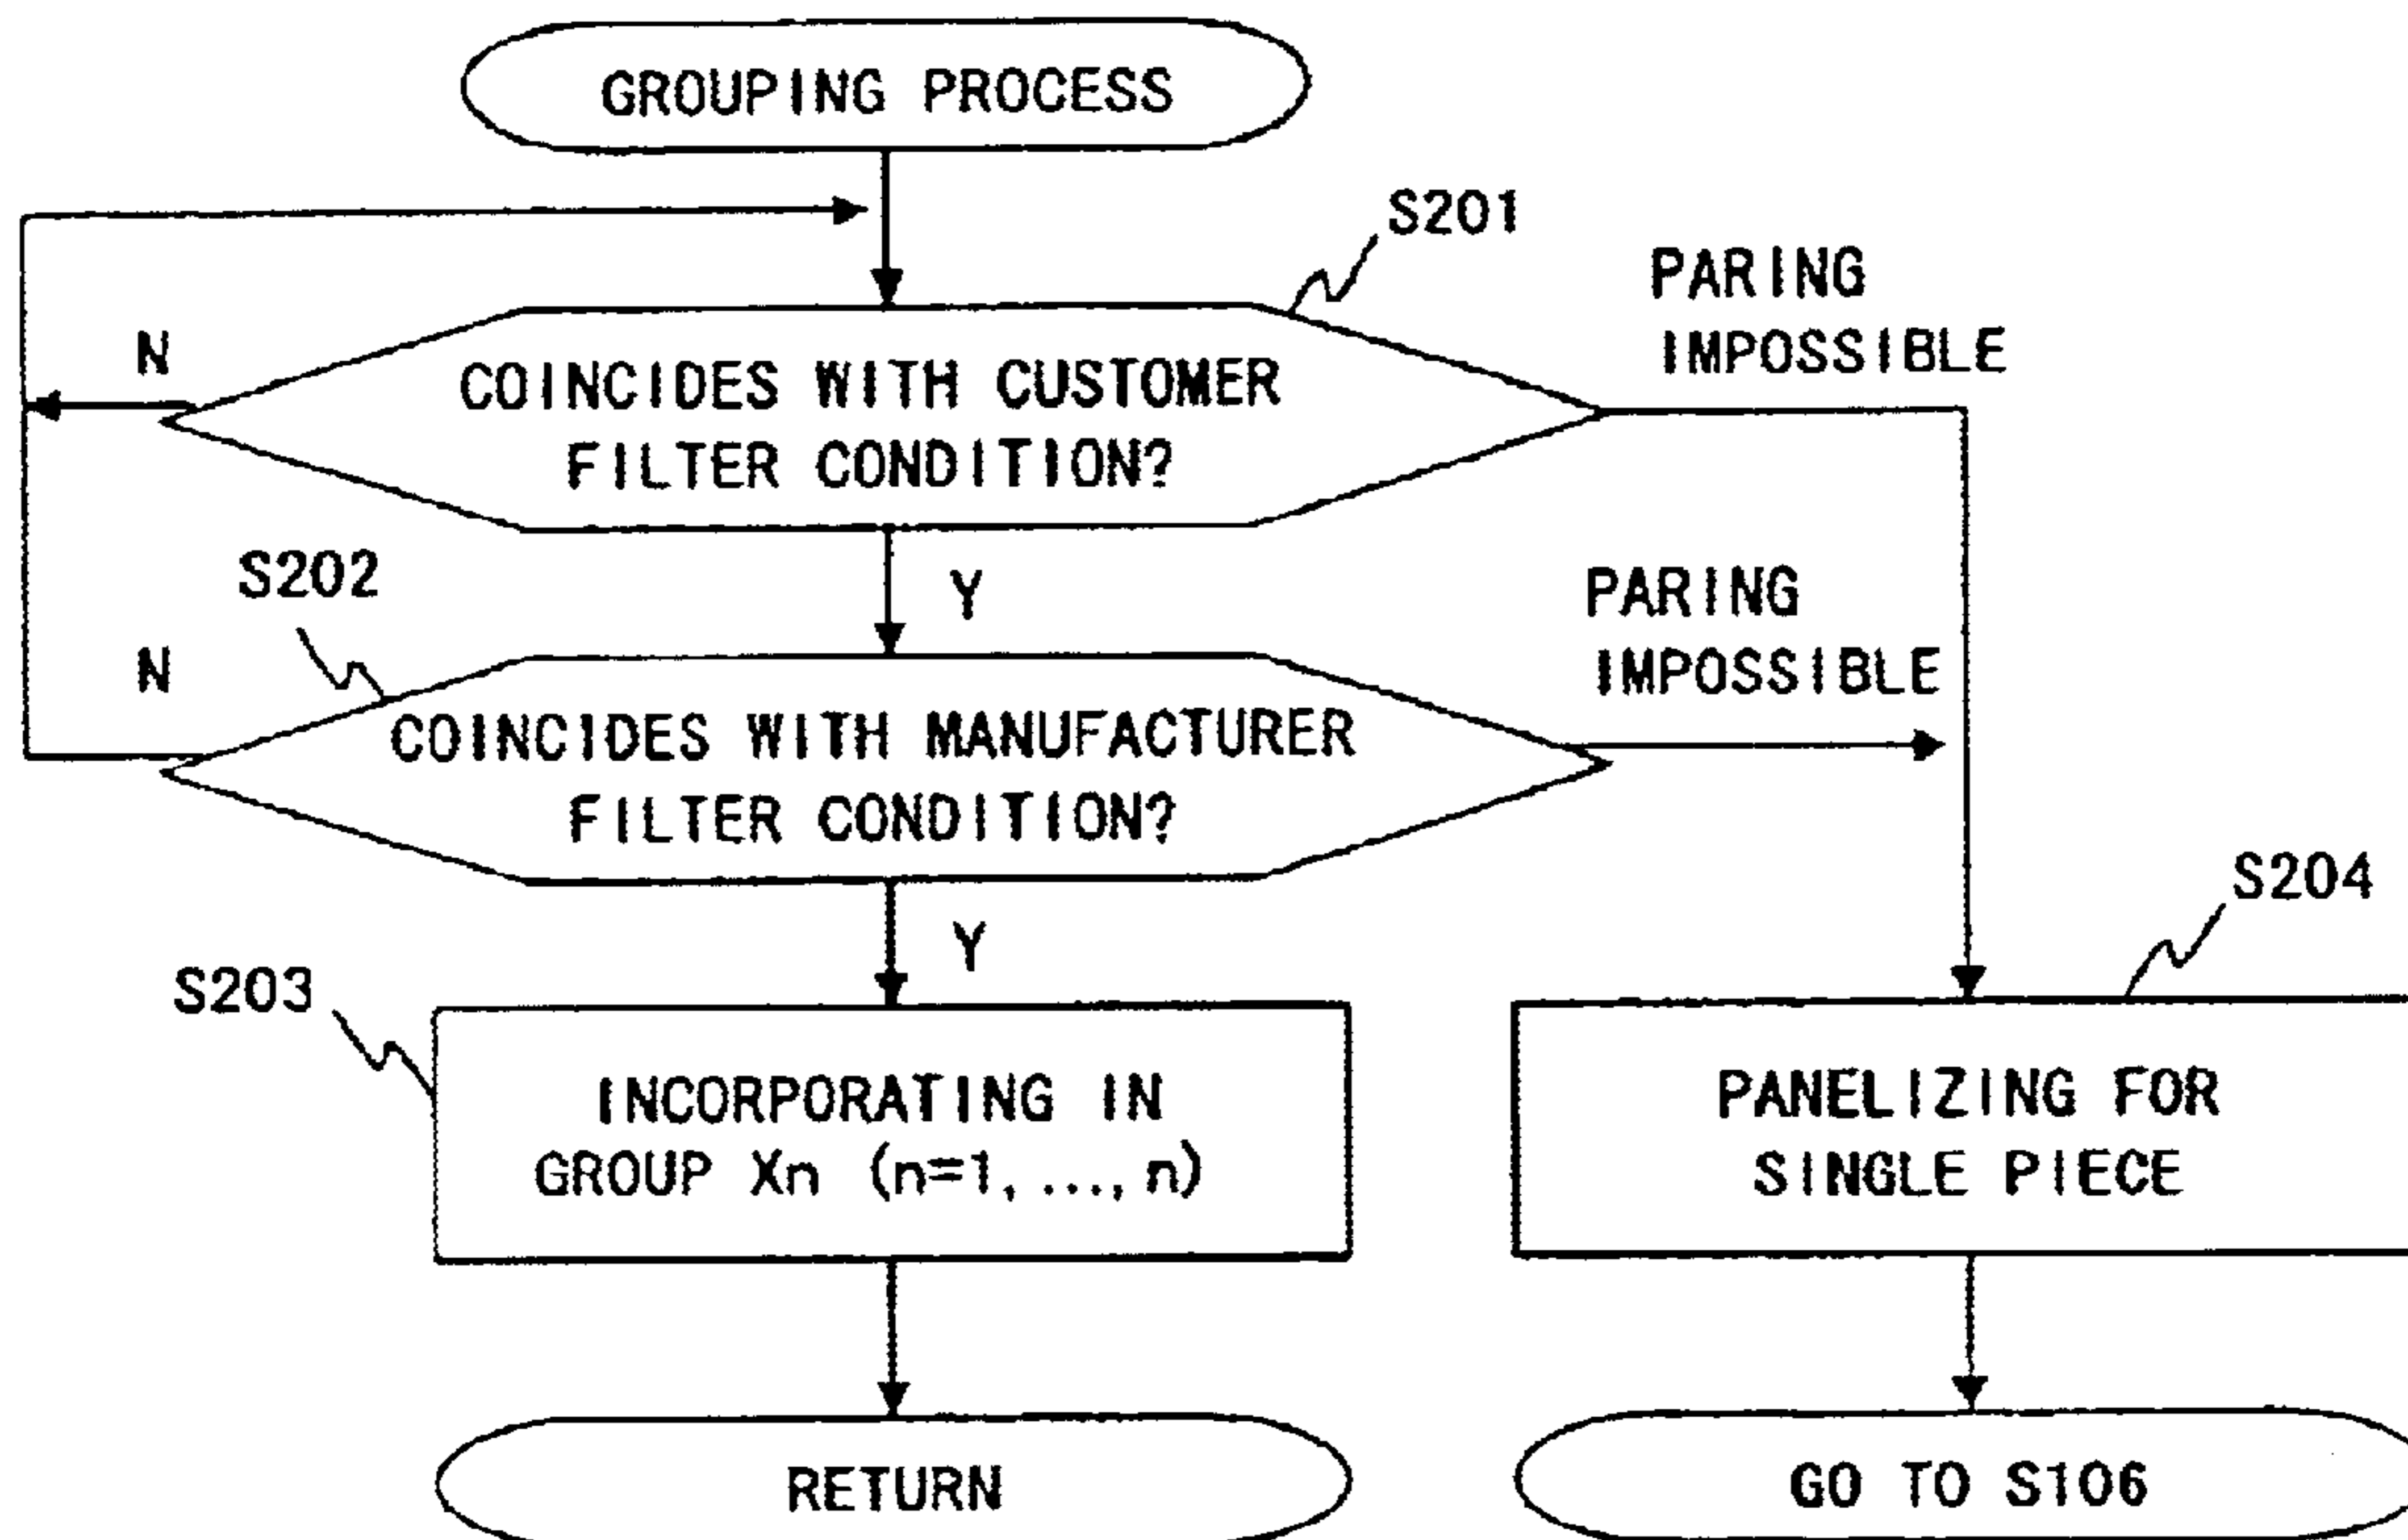 GROUPING PROCESS
S201
PARING
IMPOSSIBLE
N
COINCIDES WITH CUSTOMER
FILTER CONDITION?
S202
Y
PARING
IMPOSSIBLE
N
COINCIDES WITH MANUFACTURER
FILTER CONDITION?
S204
Y
S203
INCORPORATING IN
GROUP Xn (n=1, ..., n)
PANELIZING FOR
SINGLE PIECE
RETURN
GO TO S106